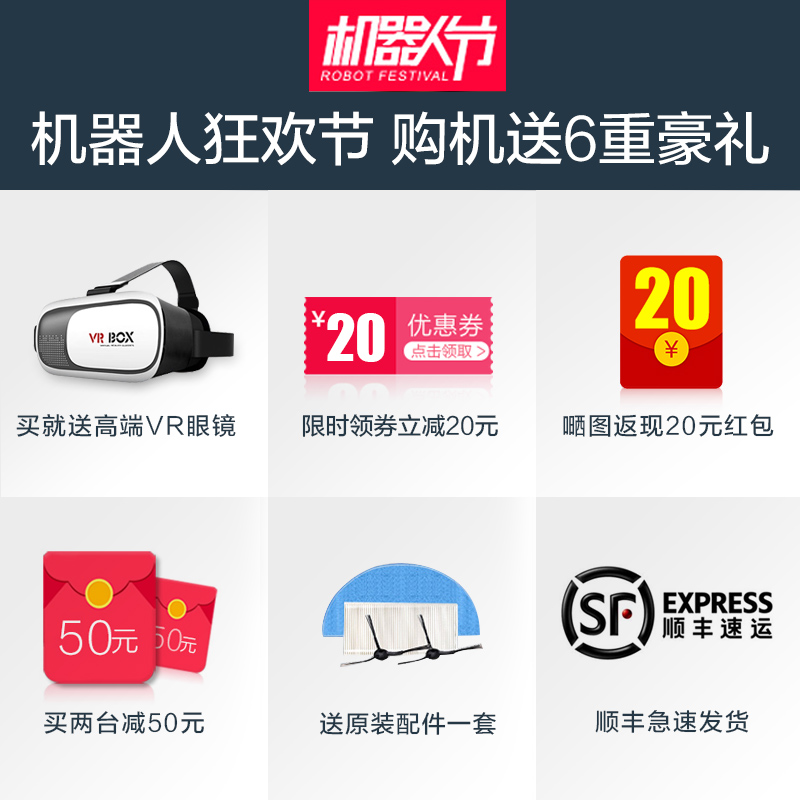 机器人节
ROBOT FESTIVAL
机器人狂欢节 购机送6重豪礼
VR BOX
¥20
优惠券
点击领取 >
20
¥
买就送高端VR眼镜
限时领券立减20元
晒图返现20元红包
50元
50元
SF EXPRESS
顺丰速运
买两台减50元
送原装配件一套
顺丰急速发货